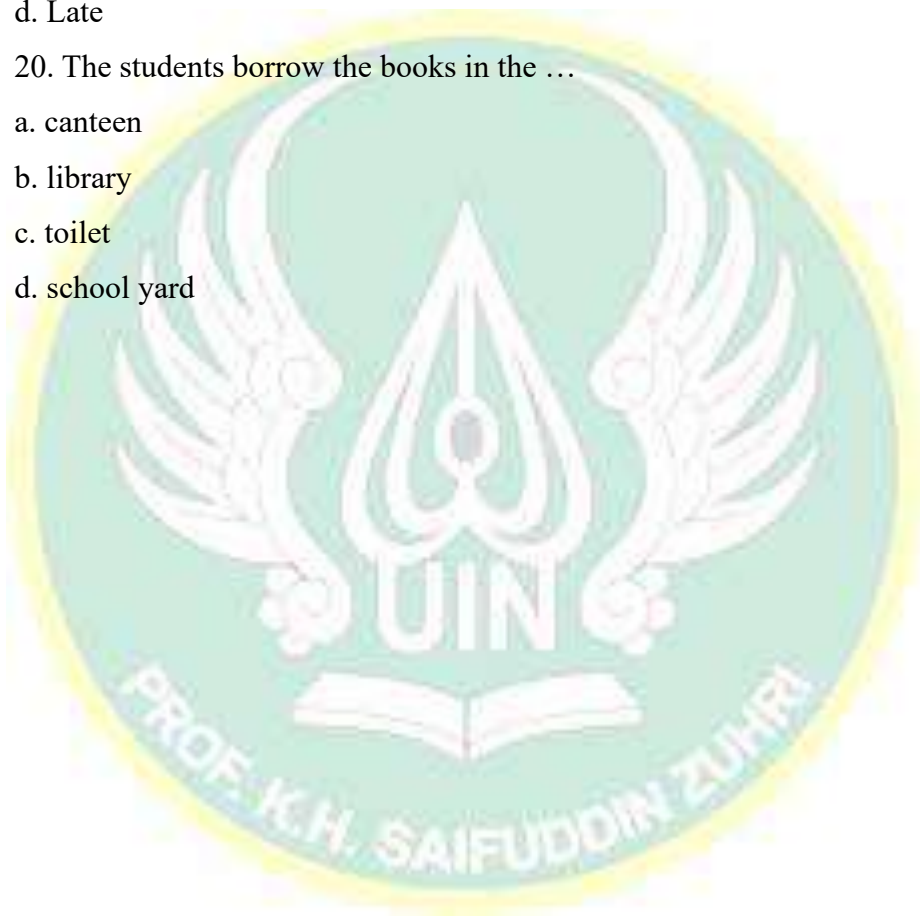 d. Late
20. The students borrow the books in the …
a. canteen
b. library
c. toilet
d. school yard
UIN
PROF. K.H. SAIFUDDIN ZUHRI